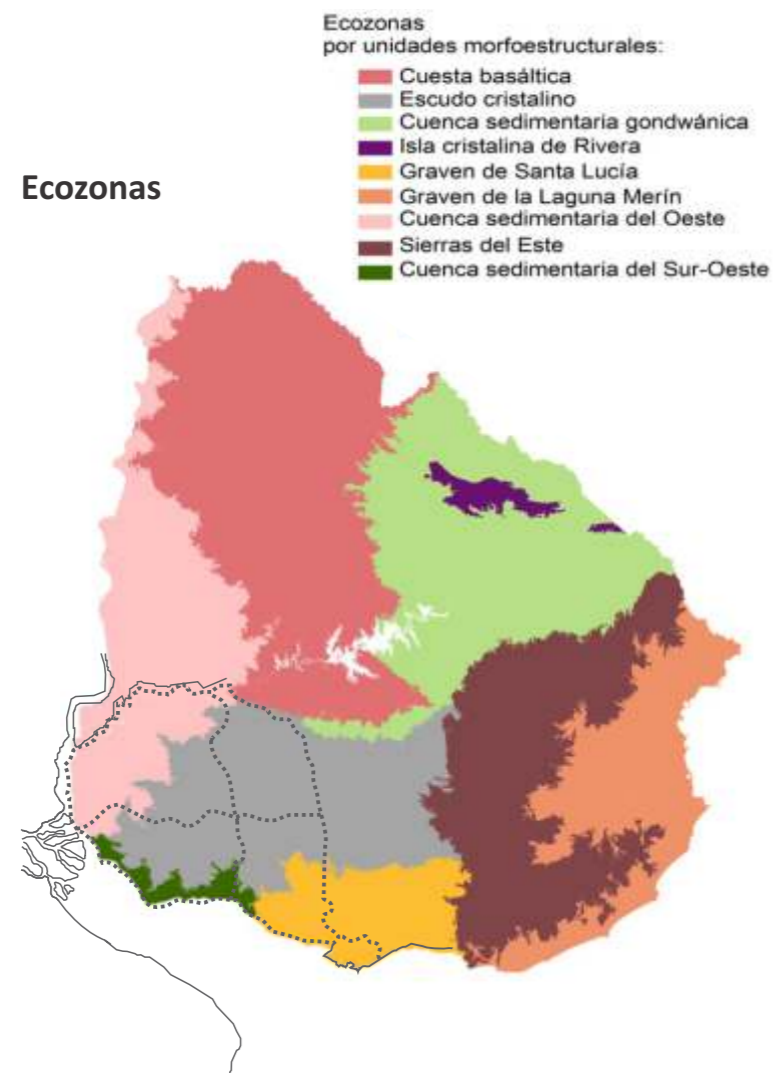 Ecozonas
por unidades morfoestructurales:
Cuesta basáltica
Escudo cristalino
Cuenca sedimentaria gondwánica
Isla cristalina de Rivera
Graven de Santa Lucía
Graven de la Laguna Merín
Cuenca sedimentaria del Oeste
Sierras del Este
Cuenca sedimentaria del Sur-Oeste
Ecozonas